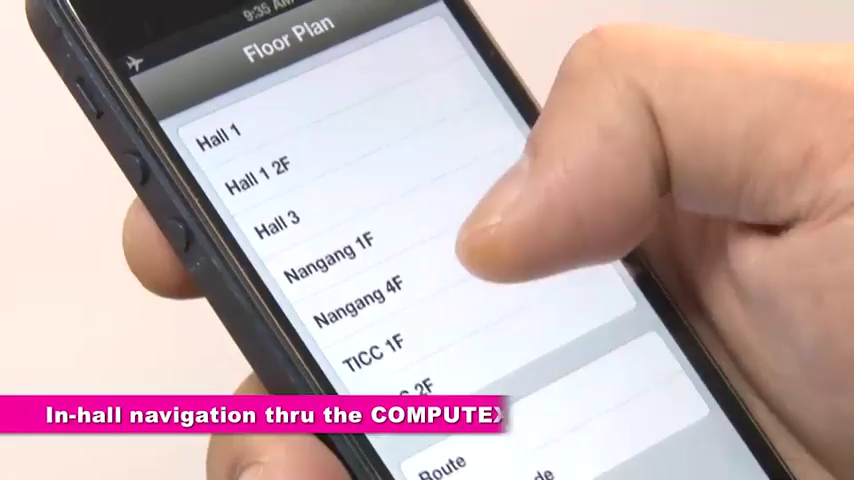 9:35 AM
Floor Plan
Hall 1
Hall 1 2F
Hall 3
Nangang 1F
Nangang 4F
TICC 1F
2F
Route
In-hall navigation thru the COMPUTEX